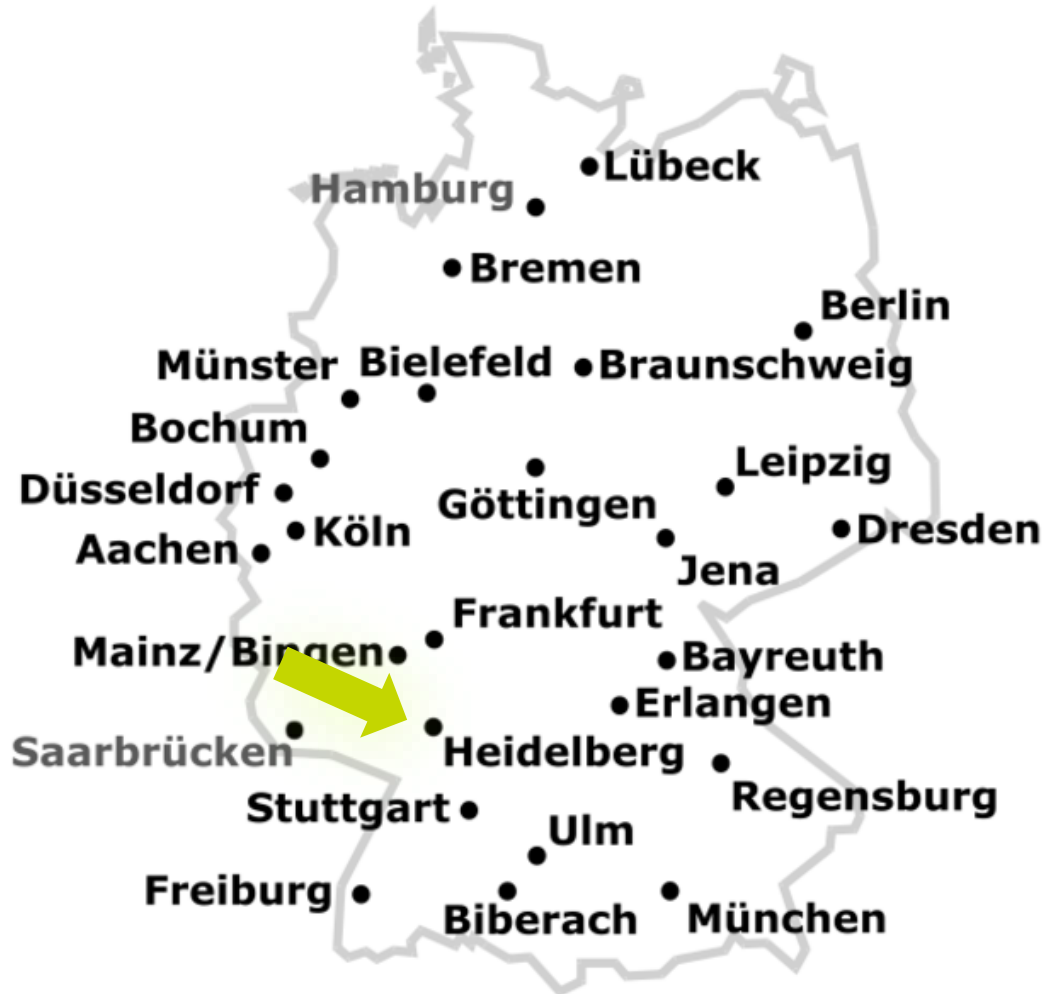 Lübeck
Hamburg
Bremen
Berlin
Münster
Bielefeld
Braunschweig
Bochum
Leipzig
Düsseldorf
Göttingen
Köln
Dresden
Aachen
Jena
Frankfurt
Mainz/Bingen
Bayreuth
Erlangen
Saarbrücken
Heidelberg
Regensburg
Stuttgart
Ulm
Freiburg
Biberach
München